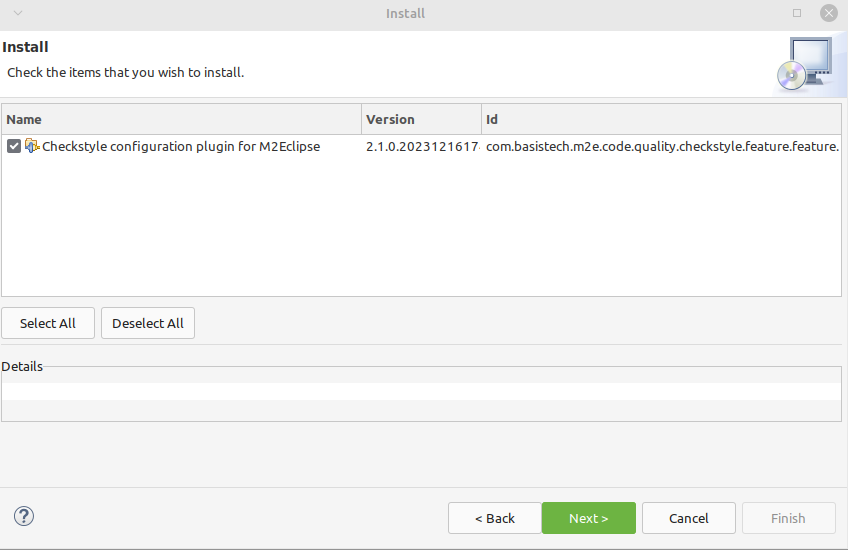 Install
Install
Check the items that you wish to install.
Name Version Id
Checkstyle configuration plugin for M2Eclipse 2.1.0.2023121617 com.basistech.m2e.code.quality.checkstyle.feature.feature.
Select All Deselect All
Details
< Back Next > Cancel Finish